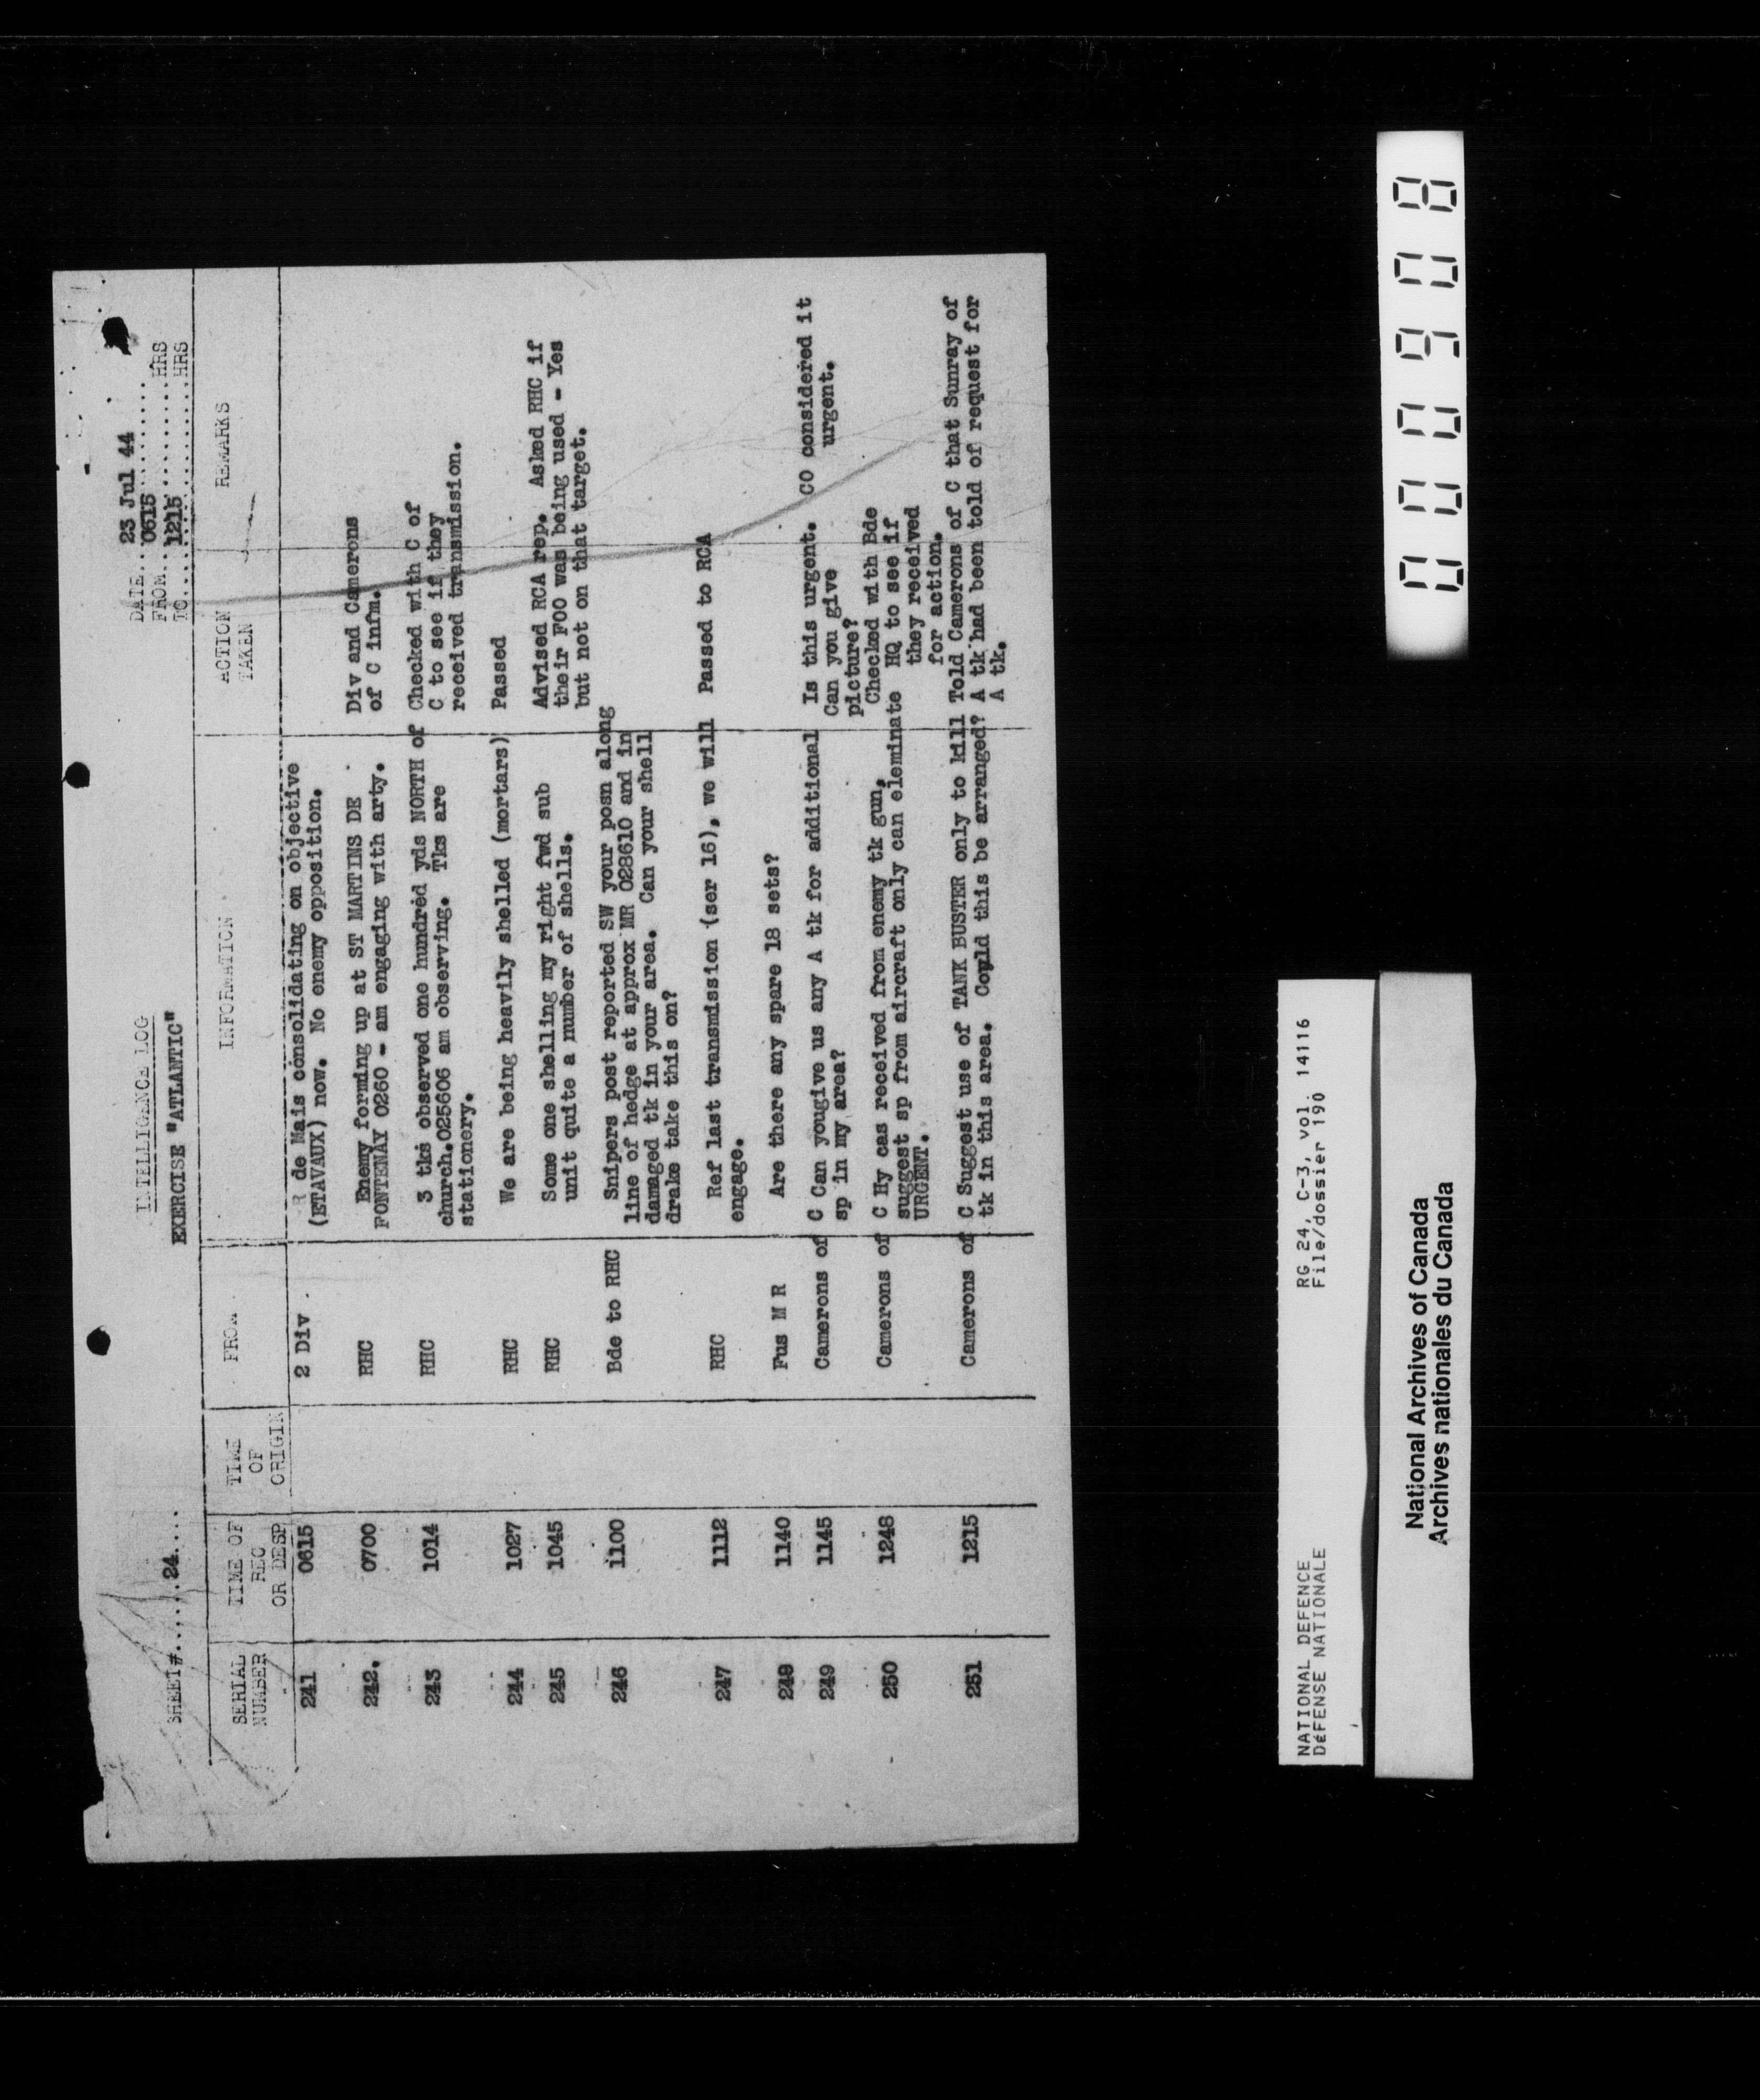 INTELLIGENCE LOG
EXERCISE "ATLANTIC"
SHEET#......24....
DATE..23 Jul 44
FROM..0615..........HRS
TO....1215..........HRS
SERIAL NUMBER TIME OF REC OR DESP TIME OF ORIGIN FROM INFORMATION ACTION TAKEN REMARKS
241 0615 2 Div R de Mais consolidating on objective
(ETAVAUX) now. No enemy opposition.
242. 0700 RHC Enemy forming up at ST MARTINS DE Div and Camerons
FONTENAY 0260 - am engaging with arty. of C infm.
243 1014 RHC 3 tks observed one hundred yds NORTH of Checked with C of
church.025606 am observing. Tks are C to see if they
stationery. received transmission.
244 1027 RHC We are being heavily shelled (mortars) Passed
245 1045 RHC Some one shelling my right fwd sub Advised RCA rep. Asked RHC if
unit quite a number of shells. their FOO was being used - Yes
but not on that target.
246 1100 Bde to RHC Snipers post reported SW your posn along
line of hedge at approx MR 028610 and in
damaged tk in your area. Can your shell
drake take this on?
247 1112 RHC Ref last transmission (ser 16), we will Passed to RCA
engage.
248 1140 Fus M R Are there any spare 18 sets?
249 1145 Camerons of C Can yougive us any A tk for additional Is this urgent. CO considered it
sp in my area? Can you give urgent.
picture?
250 1248 Camerons of C Hy cas received from enemy tk gun, Checked with Bde
suggest sp from aircraft only can eleminate HQ to see if
URGENT. they received
for action.
251 1215 Camerons of C Suggest use of TANK BUSTER only to kill Told Camerons of C that Sunray of
tk in this area. Could this be arranged? A tk had been told of request for
A tk.
NATIONAL DEFENCE RG 24, C-3, vol. 14116
DéFENSE NATIONALE File/dossier 190
National Archives of Canada
Archives nationales du Canada
0000908